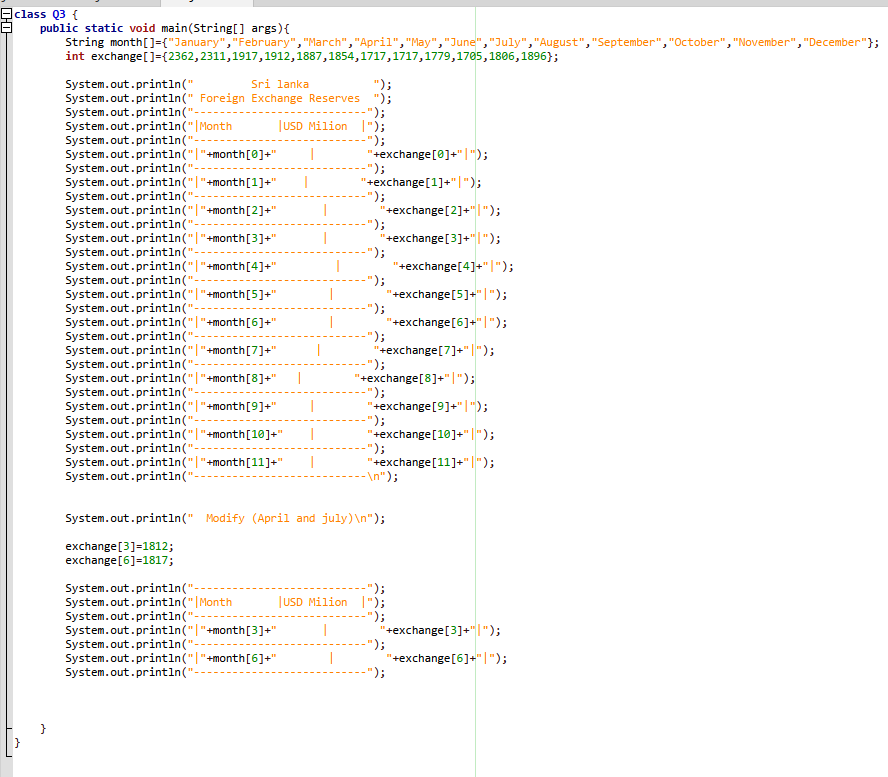 class Q3 {
    public static void main(String[] args){
        String month[]={"January","February","March","April","May","June","July","August","September","October","November","December"};
        int exchange[]={2362,2311,1917,1912,1887,1854,1717,1717,1779,1705,1806,1896};

        System.out.println("         Sri lanka          ");
        System.out.println(" Foreign Exchange Reserves  ");
        System.out.println("---------------------------");
        System.out.println("|Month       |USD Milion  |");
        System.out.println("---------------------------");
        System.out.println("|"+month[0]+"     |        "+exchange[0]+"|");
        System.out.println("---------------------------");
        System.out.println("|"+month[1]+"    |        "+exchange[1]+"|");
        System.out.println("---------------------------");
        System.out.println("|"+month[2]+"       |        "+exchange[2]+"|");
        System.out.println("---------------------------");
        System.out.println("|"+month[3]+"       |        "+exchange[3]+"|");
        System.out.println("---------------------------");
        System.out.println("|"+month[4]+"         |        "+exchange[4]+"|");
        System.out.println("---------------------------");
        System.out.println("|"+month[5]+"        |        "+exchange[5]+"|");
        System.out.println("---------------------------");
        System.out.println("|"+month[6]+"        |        "+exchange[6]+"|");
        System.out.println("---------------------------");
        System.out.println("|"+month[7]+"      |        "+exchange[7]+"|");
        System.out.println("---------------------------");
        System.out.println("|"+month[8]+"   |        "+exchange[8]+"|");
        System.out.println("---------------------------");
        System.out.println("|"+month[9]+"     |        "+exchange[9]+"|");
        System.out.println("---------------------------");
        System.out.println("|"+month[10]+"    |        "+exchange[10]+"|");
        System.out.println("---------------------------");
        System.out.println("|"+month[11]+"    |        "+exchange[11]+"|");
        System.out.println("---------------------------\n");

        System.out.println("  Modify (April and july)\n");

        exchange[3]=1812;
        exchange[6]=1817;

        System.out.println("---------------------------");
        System.out.println("|Month       |USD Milion  |");
        System.out.println("---------------------------");
        System.out.println("|"+month[3]+"       |        "+exchange[3]+"|");
        System.out.println("---------------------------");
        System.out.println("|"+month[6]+"        |        "+exchange[6]+"|");
        System.out.println("---------------------------");

    }
}